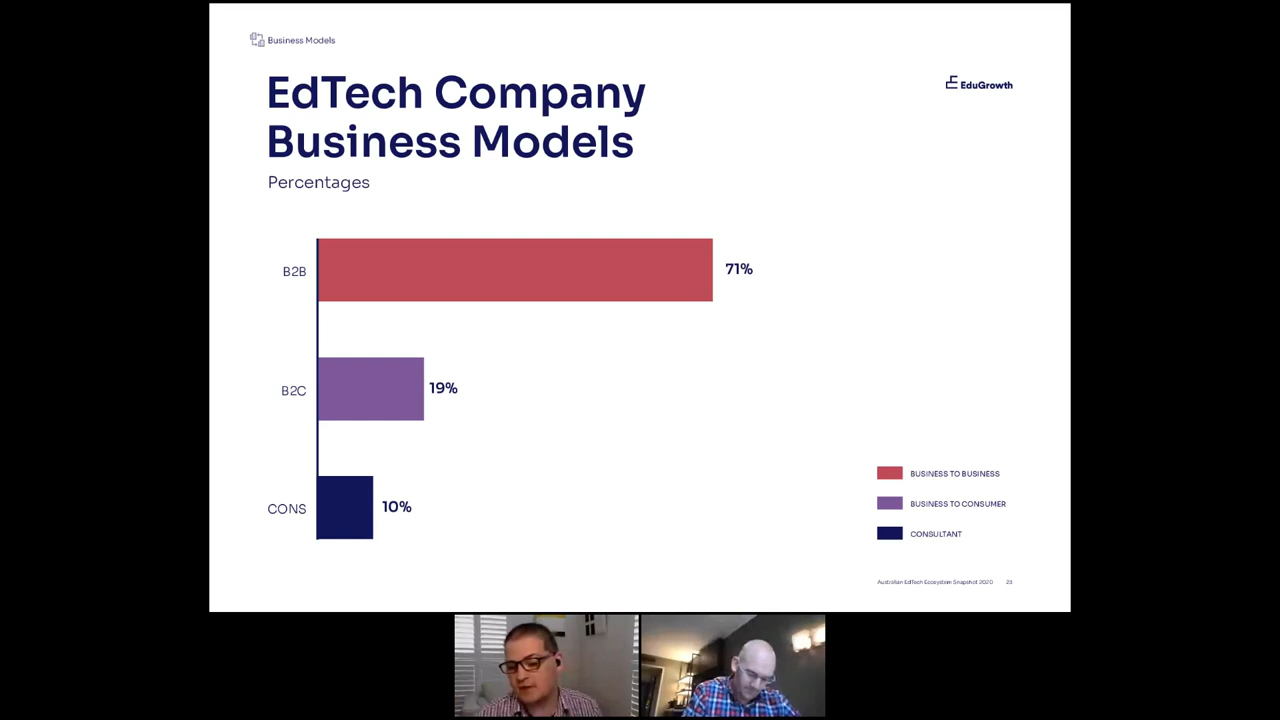 Business Models
EdTech Company
Business Models
EduGrowth
Percentages
B2B
71%
B2C
19%
CONS
10%
BUSINESS TO BUSINESS
BUSINESS TO CONSUMER
CONSULTANT
Australian EdTech Ecosystem Snapshot 2020 23